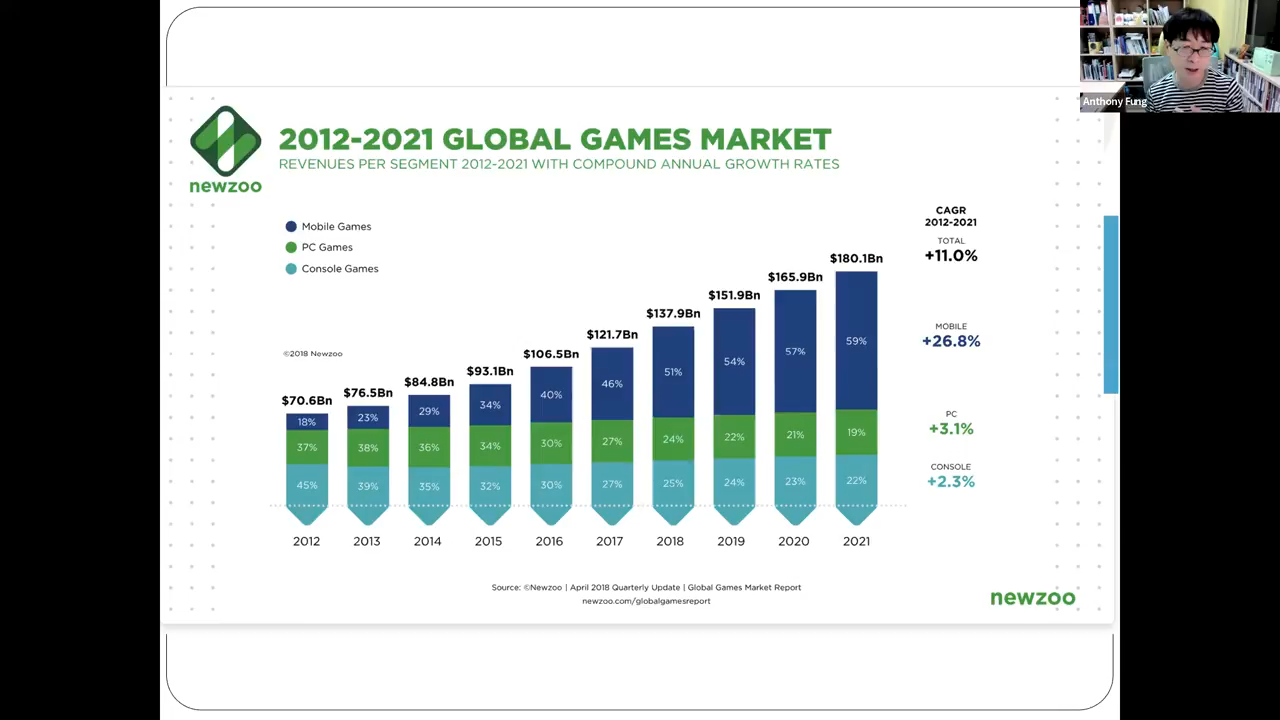 Anthony Fung
newzoo
2012-2021 GLOBAL GAMES MARKET
REVENUES PER SEGMENT 2012-2021 WITH COMPOUND ANNUAL GROWTH RATES
Mobile Games
PC Games
Console Games
©2018 Newzoo
$70.6Bn
18%
37%
45%
2012
$76.5Bn
23%
38%
39%
2013
$84.8Bn
29%
36%
35%
2014
$93.1Bn
34%
34%
32%
2015
$106.5Bn
40%
30%
30%
2016
$121.7Bn
46%
27%
27%
2017
$137.9Bn
51%
24%
25%
2018
$151.9Bn
54%
22%
24%
2019
$165.9Bn
57%
21%
23%
2020
$180.1Bn
59%
19%
22%
2021
CAGR
2012-2021
TOTAL
+11.0%
MOBILE
+26.8%
PC
+3.1%
CONSOLE
+2.3%
Source: ©Newzoo | April 2018 Quarterly Update | Global Games Market Report
newzoo.com/globalgamesreport
newzoo